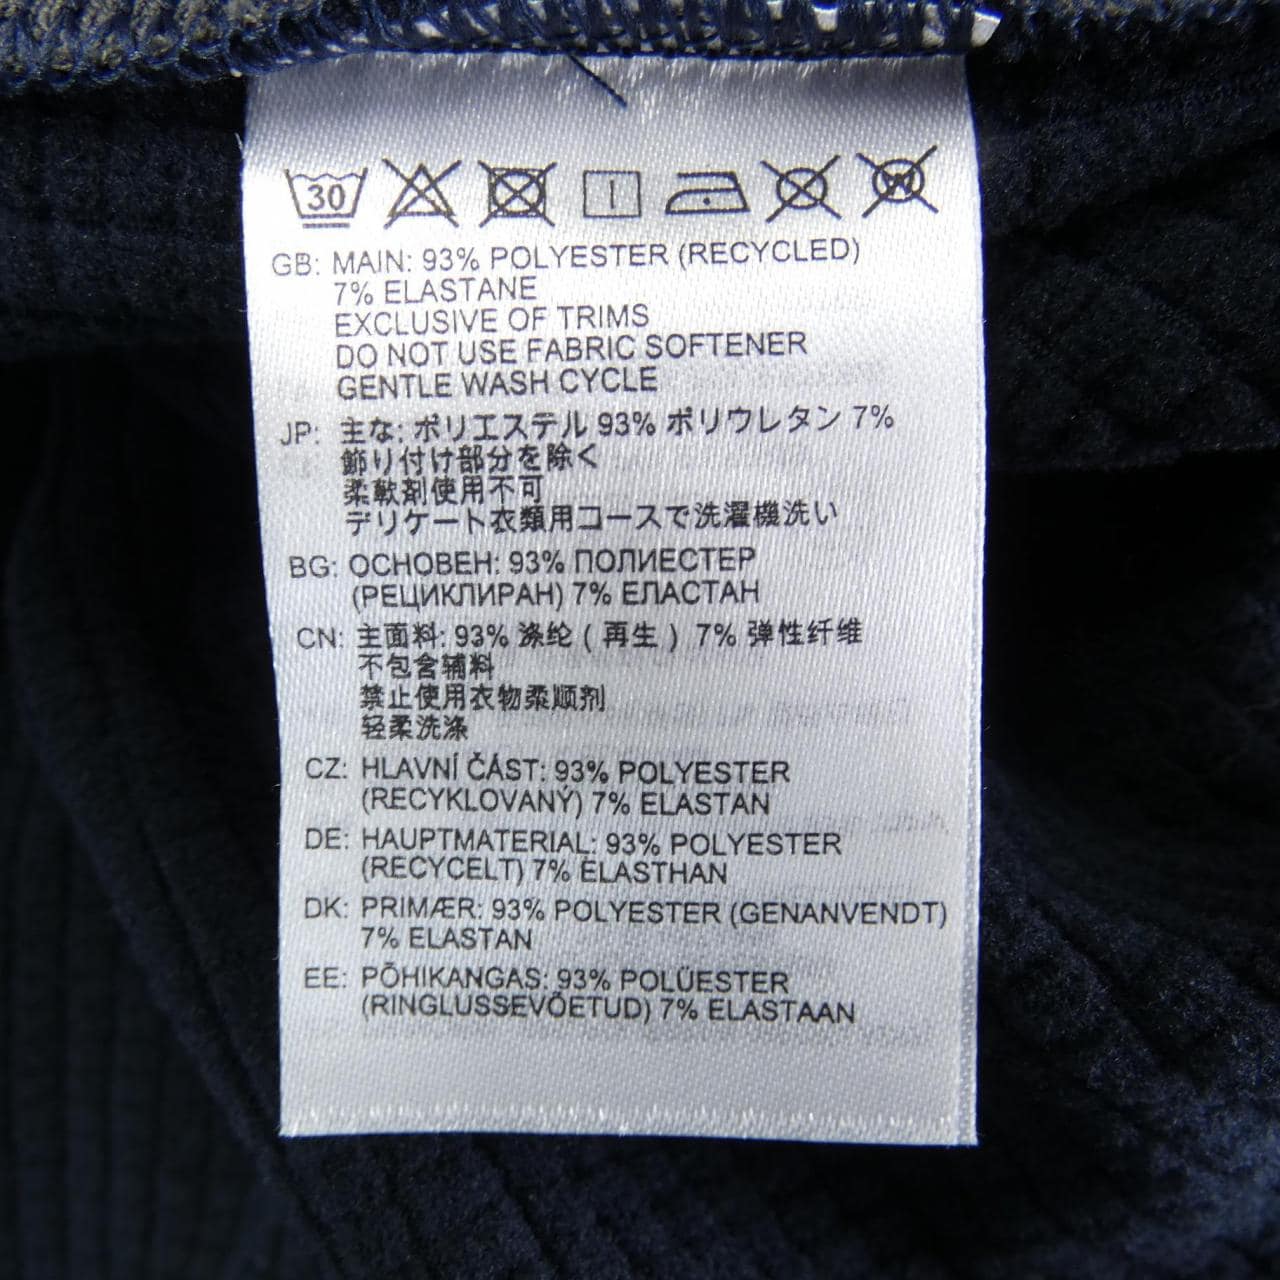 30
W
GB: MAIN: 93% POLYESTER (RECYCLED)
7% ELASTANE
EXCLUSIVE OF TRIMS
DO NOT USE FABRIC SOFTENER
GENTLE WASH CYCLE
JP: 主な: ポリエステル 93% ポリウレタン 7%
飾り付け部分を除く
柔軟剤使用不可
デリケート衣類用コースで洗濯機洗い
BG: ОСНОВЕН: 93% ПОЛИЕСТЕР
(РЕЦИКЛИРАН) 7% ЕЛАСТАН
CN: 主面料: 93% 涤纶 ( 再生 ) 7% 弹性纤维
不包含辅料
禁止使用衣物柔顺剂
轻柔洗涤
CZ: HLAVNÍ ČÁST: 93% POLYESTER
(RECYKLOVANÝ) 7% ELASTAN
DE: HAUPTMATERIAL: 93% POLYESTER
(RECYCELT) 7% ELASTHAN
DK: PRIMÆR: 93% POLYESTER (GENANVENDT)
7% ELASTAN
EE: PÕHIKANGAS: 93% POLÜESTER
(RINGLUSSEVÕETUD) 7% ELASTAAN